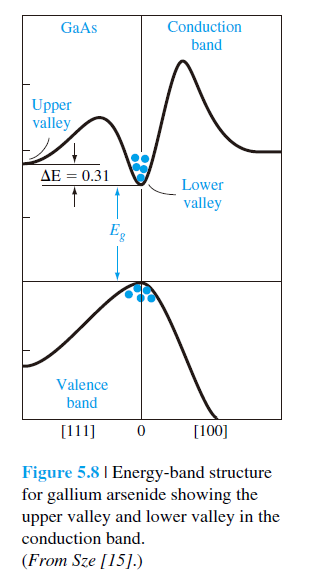 GaAs
Conduction
band
Upper
valley
ΔE = 0.31
Lower
valley
Eg
Valence
band
[111]
0
[100]
Figure 5.8 | Energy-band structure
for gallium arsenide showing the
upper valley and lower valley in the
conduction band.
(From Sze [15].)